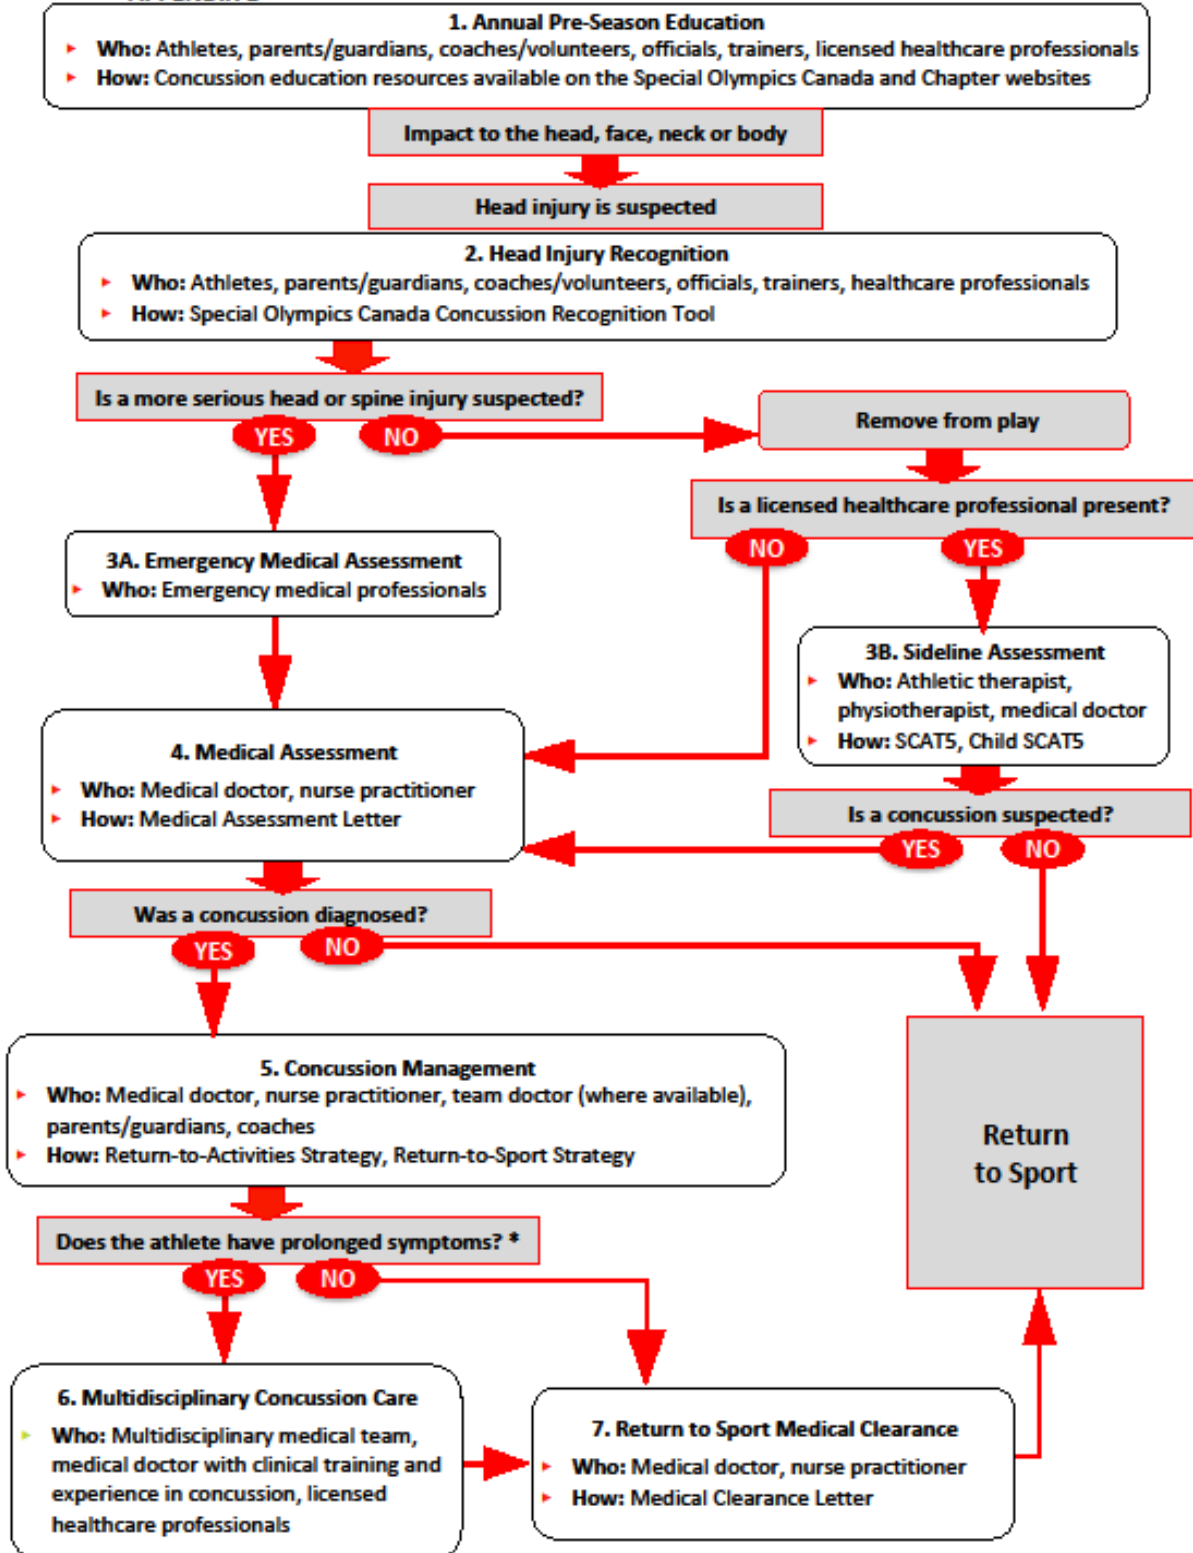 1. Annual Pre-Season Education
Who: Athletes, parents/guardians, coaches/volunteers, officials, trainers, licensed healthcare professionals
How: Concussion education resources available on the Special Olympics Canada and Chapter websites
Impact to the head, face, neck or body
Head injury is suspected
2. Head Injury Recognition
Who: Athletes, parents/guardians, coaches/volunteers, officials, trainers, healthcare professionals
How: Special Olympics Canada Concussion Recognition Tool
Is a more serious head or spine injury suspected?
YES NO
Remove from play
Is a licensed healthcare professional present?
NO YES
3A. Emergency Medical Assessment
Who: Emergency medical professionals
3B. Sideline Assessment
Who: Athletic therapist,
physiotherapist, medical doctor
How: SCAT5, Child SCAT5
4. Medical Assessment
Who: Medical doctor, nurse practitioner
How: Medical Assessment Letter
Is a concussion suspected?
YES NO
Was a concussion diagnosed?
YES NO
5. Concussion Management
Who: Medical doctor, nurse practitioner, team doctor (where available),
parents/guardians, coaches
How: Return-to-Activities Strategy, Return-to-Sport Strategy
Return
to Sport
Does the athlete have prolonged symptoms? *
YES NO
6. Multidisciplinary Concussion Care
Who: Multidisciplinary medical team,
medical doctor with clinical training and
experience in concussion, licensed
healthcare professionals
7. Return to Sport Medical Clearance
Who: Medical doctor, nurse practitioner
How: Medical Clearance Letter